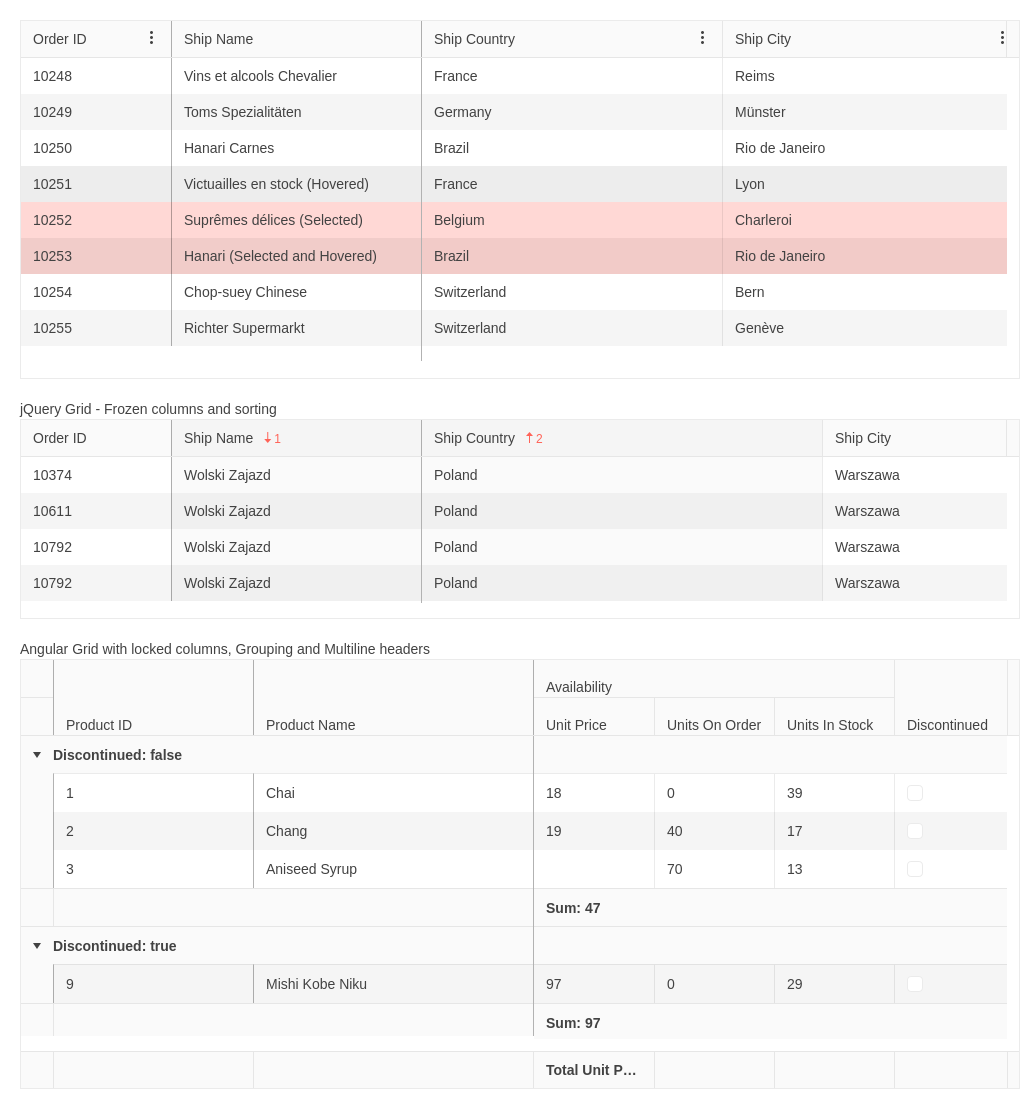 Order ID Ship Name Ship Country Ship City
10248 Vins et alcools Chevalier France Reims
10249 Toms Spezialitäten Germany Münster
10250 Hanari Carnes Brazil Rio de Janeiro
10251 Victuailles en stock (Hovered) France Lyon
10252 Suprêmes délices (Selected) Belgium Charleroi
10253 Hanari (Selected and Hovered) Brazil Rio de Janeiro
10254 Chop-suey Chinese Switzerland Bern
10255 Richter Supermarkt Switzerland Genève
jQuery Grid - Frozen columns and sorting
Order ID Ship Name 1 Ship Country 2 Ship City
10374 Wolski Zajazd Poland Warszawa
10611 Wolski Zajazd Poland Warszawa
10792 Wolski Zajazd Poland Warszawa
10792 Wolski Zajazd Poland Warszawa
Angular Grid with locked columns, Grouping and Multiline headers
Availability
Product ID Product Name Unit Price Units On Order Units In Stock Discontinued
Discontinued: false
1 Chai 18 0 39
2 Chang 19 40 17
3 Aniseed Syrup 70 13
Sum: 47
Discontinued: true
9 Mishi Kobe Niku 97 0 29
Sum: 97
Total Unit P…